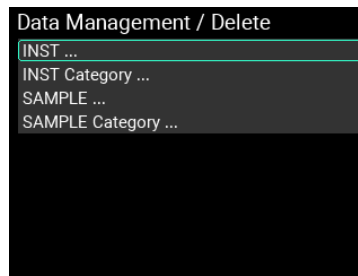 Data Management / Delete
INST ...
INST Category ...
SAMPLE ...
SAMPLE Category ...